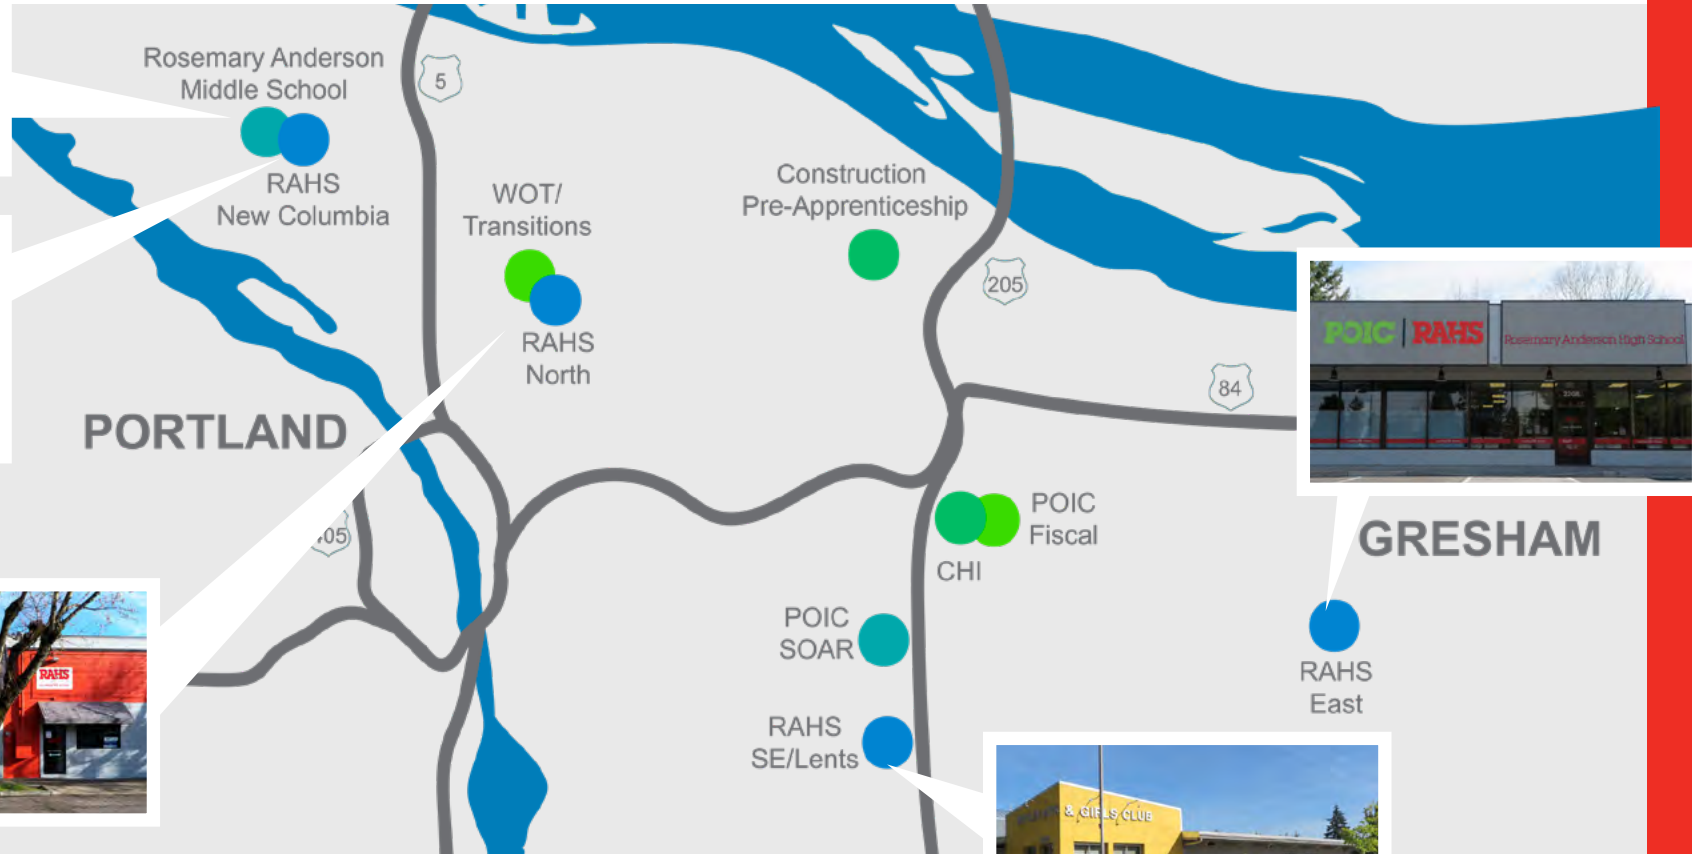 Rosemary Anderson
Middle School
RAHS
New Columbia
5
WOT/
Transitions
RAHS
North
Construction
Pre-Apprenticeship
205
84
POIC | RAHS
Rosemary Anderson High School
PORTLAND
05
POIC
Fiscal
CHI
GRESHAM
POIC
SOAR
RAHS
East
RAHS
RAHS
SE/Lents
& GIRLS CLUB